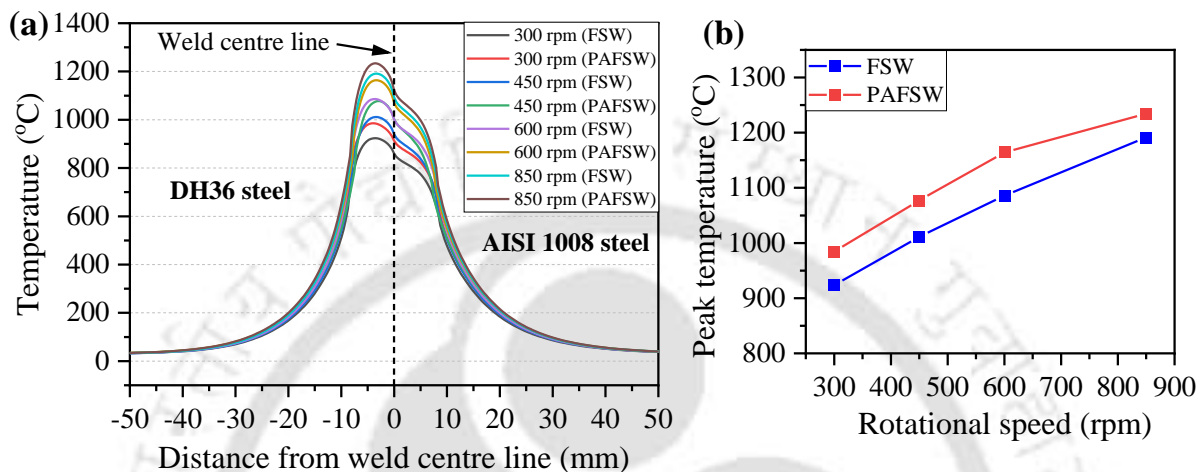 (a)
1400
1200
1000
800
600
400
200
0
Temperature (°C)
Weld centre line
300 rpm (FSW)
300 rpm (PAFSW)
450 rpm (FSW)
450 rpm (PAFSW)
600 rpm (FSW)
600 rpm (PAFSW)
850 rpm (FSW)
850 rpm (PAFSW)
DH36 steel
AISI 1008 steel
-50 -40 -30 -20 -10 0 10 20 30 40 50
Distance from weld centre line (mm)
(b)
1300
1200
1100
1000
900
800
Peak temperature (°C)
FSW
PAFSW
300 400 500 600 700 800 900
Rotational speed (rpm)